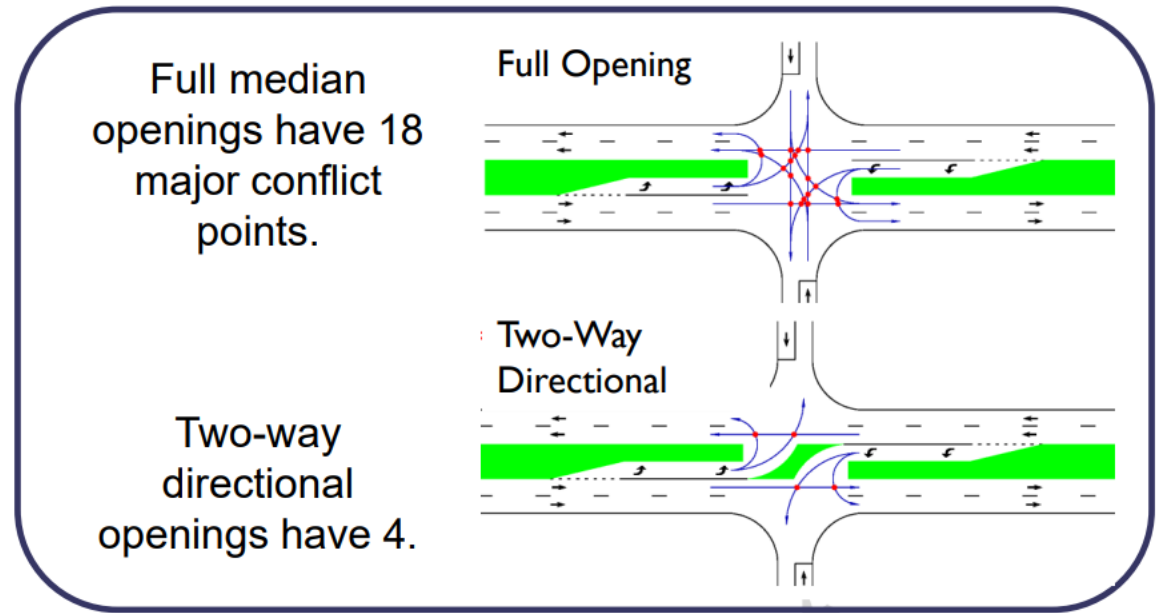 Full median
openings have 18
major conflict
points.
Full Opening
Two-Way
Directional
Two-way
directional
openings have 4.